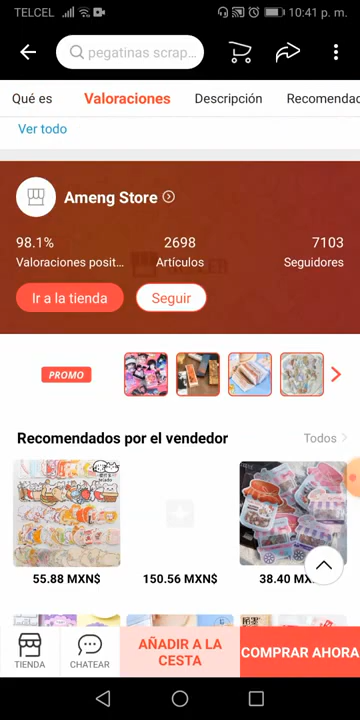 TELCEL 10:41 p. m.
pegatinas scrap...
Qué es Valoraciones Descripción Recomendad
Ver todo
Ameng Store
98.1% 2698 7103
Valoraciones posit... Artículos Seguidores
Ir a la tienda Seguir
PROMO
Recomendados por el vendedor Todos
55.88 MXN$ 150.56 MXN$ 38.40 MX
TIENDA CHATEAR AÑADIR A LA CESTA COMPRAR AHORA